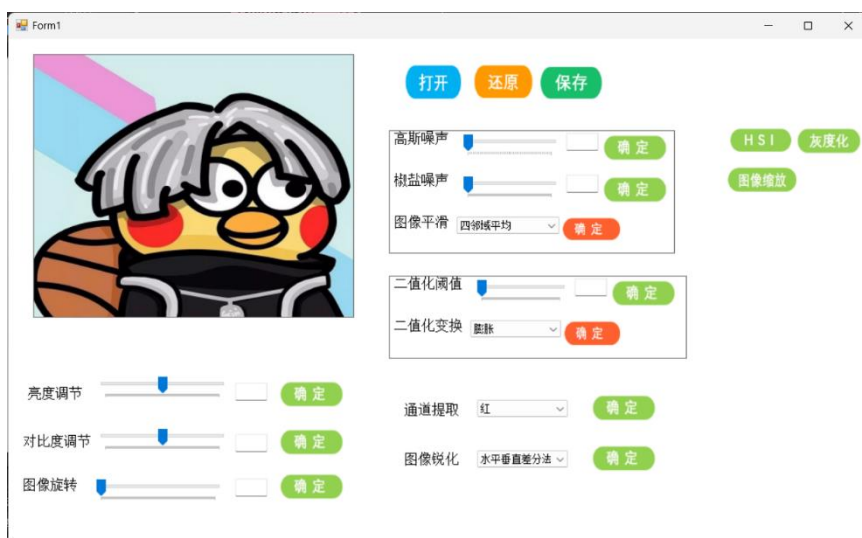 Form1
打开 还原 保存
高斯噪声 确定
椒盐噪声 确定
图像平滑 四邻域平均 确定
HSI 灰度化
图像缩放
二值化阈值 确定
二值化变换 膨胀 确定
亮度调节 确定
对比度调节 确定
图像旋转 确定
通道提取 红 确定
图像锐化 水平垂直差分法 确定